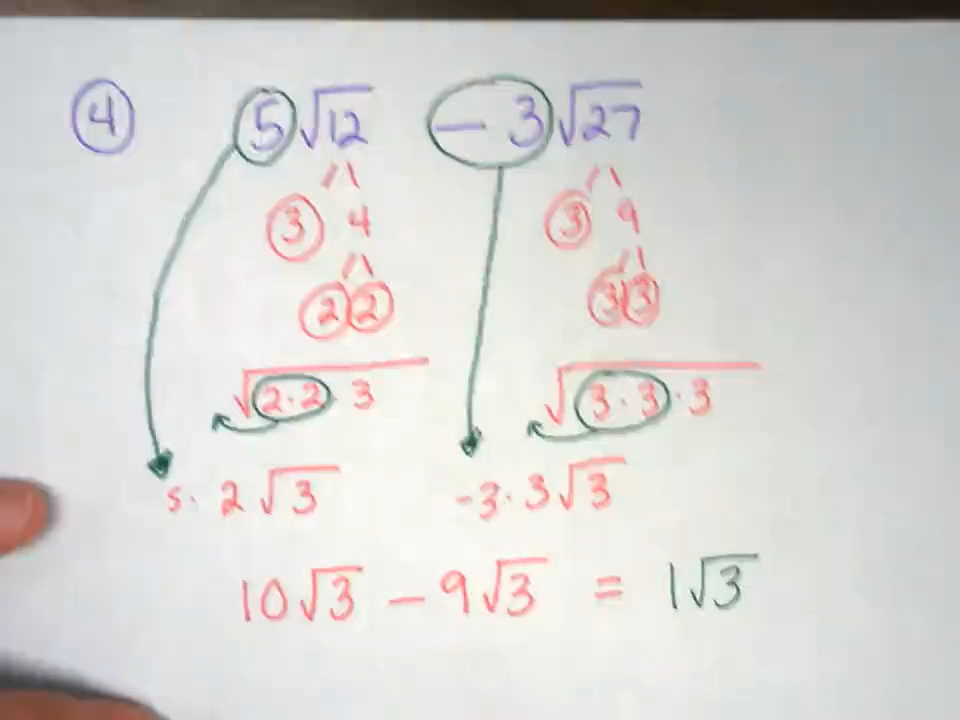 ④ 5√12 - 3√27
3 4 3 9
2 2 3 3
√2·2·3 √3·3·3
5·2√3 -3·3√3
10√3 - 9√3 = 1√3